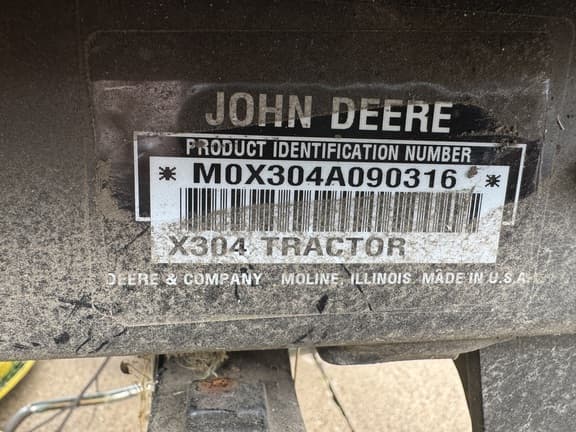 JOHN DEERE
PRODUCT IDENTIFICATION NUMBER
* M0X304A090316 *
X304 TRACTOR
DEERE & COMPANY MOLINE, ILLINOIS MADE IN U.S.A.